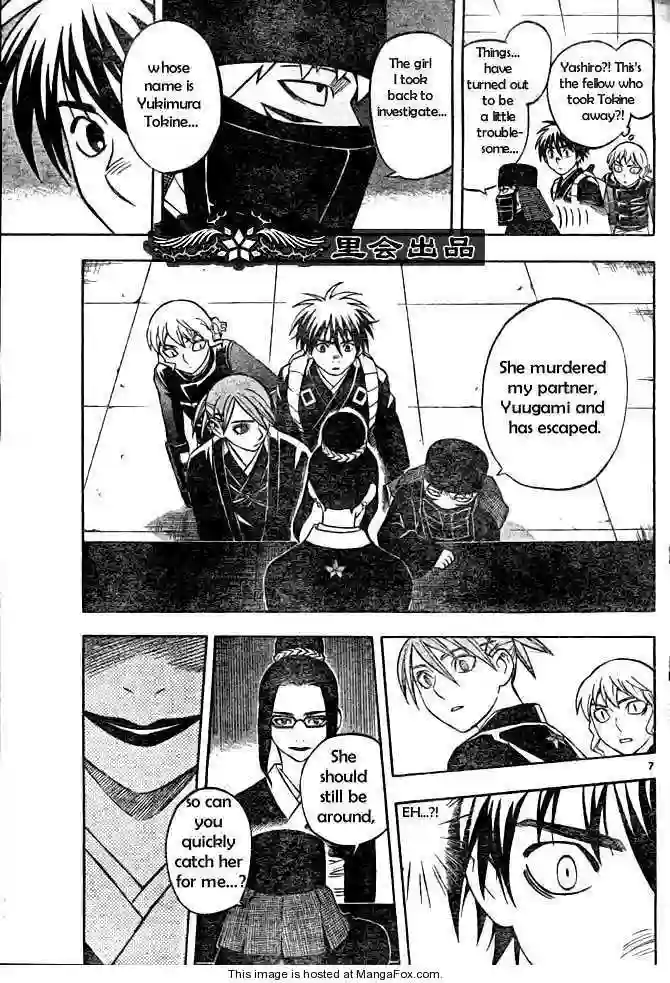 Yashiro?! This's
the fellow who
took Tokine
away?!
Things...
have
turned out
to be
a little
trouble-
some...
The girl
I took
back to
investigate...
whose
name is
Yukimura
Tokine...
里会出品
She murdered
my partner,
Yuugami and
has escaped.
7
EH...?!
She
should
still be
around,
so can
you
quickly
catch her
for me...?
This image is hosted at MangaFox.com.